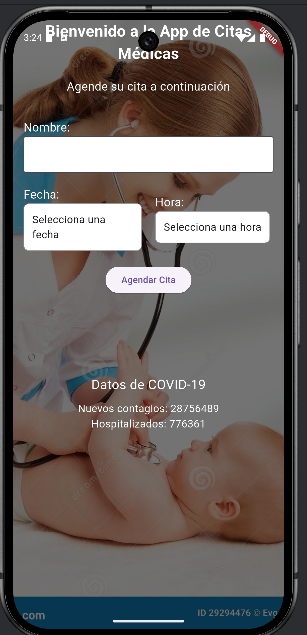 3:24
DEBUG
Bienvenido a la App de Citas
Médicas
Agende su cita a continuación
Nombre:
Fecha:
Hora:
Selecciona una
fecha
Selecciona una hora
Agendar Cita
Datos de COVID-19
Nuevos contagios: 28756489
Hospitalizados: 776361
com
ID 29294476 © Evg